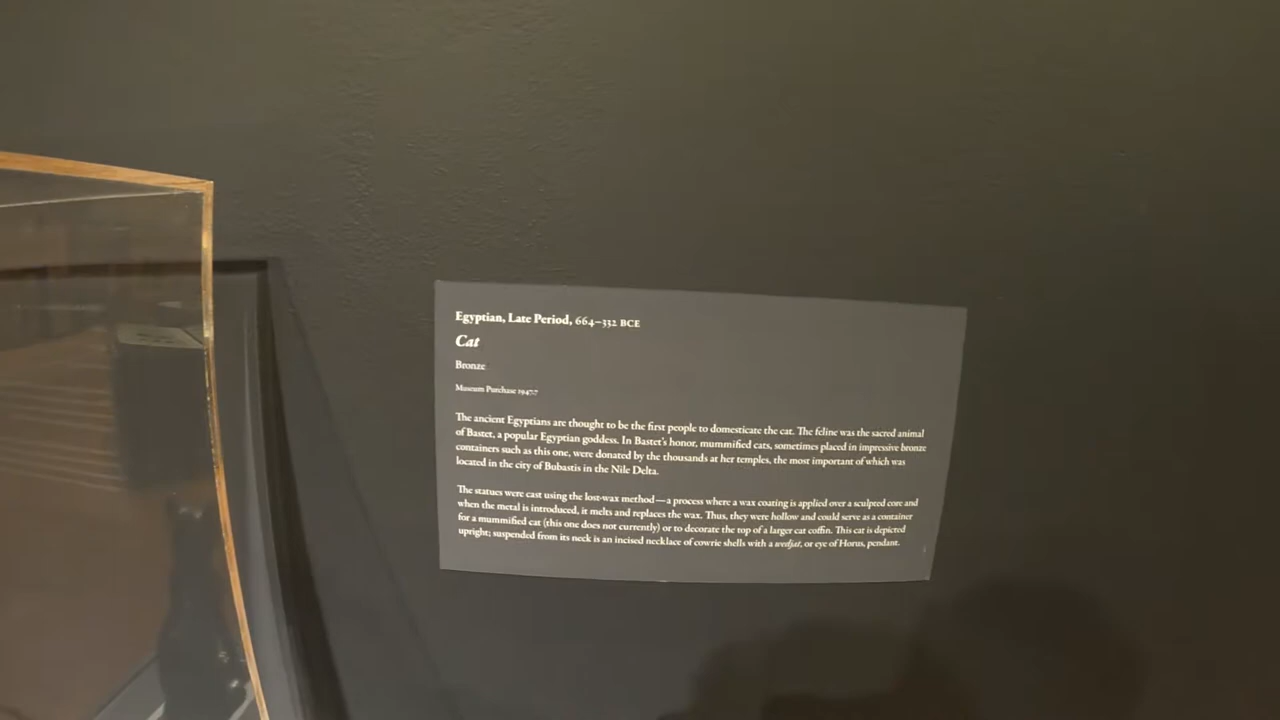 Egyptian, Late Period, 664–332 BCE
Cat
Bronze
Museum Purchase 1947.7
The ancient Egyptians are thought to be the first people to domesticate the cat. The feline was the sacred animal
of Bastet, a popular Egyptian goddess. In Bastet's honor, mummified cats, sometimes placed in impressive bronze
containers such as this one, were donated by the thousands at her temples, the most important of which was
located in the city of Bubastis in the Nile Delta.
The statues were cast using the lost-wax method—a process where a wax coating is applied over a sculpted core and
when the metal is introduced, it melts and replaces the wax. Thus, they were hollow and could serve as a container
for a mummified cat (this one does not currently) or to decorate the top of a larger cat coffin. This cat is depicted
upright; suspended from its neck is an incised necklace of cowrie shells with a wedjat, or eye of Horus, pendant.